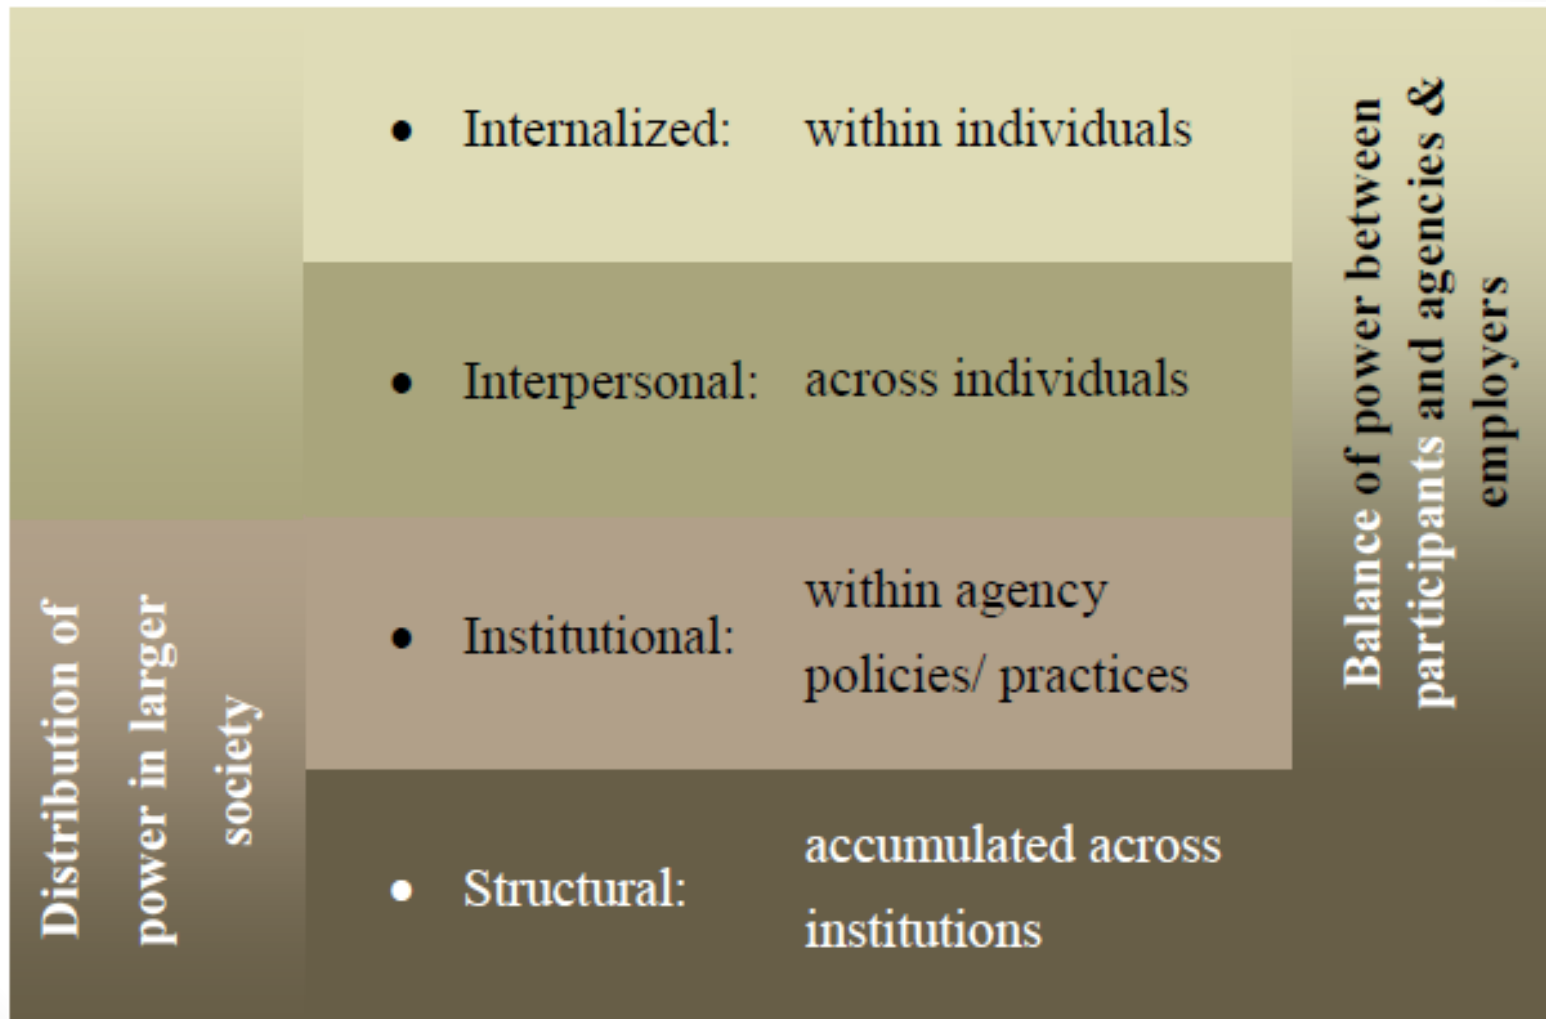 • Internalized: within individuals
• Interpersonal: across individuals
• Institutional: within agency
policies/ practices
• Structural: accumulated across
institutions
Distribution of
power in larger
society
Balance of power between
participants and agencies &
employers